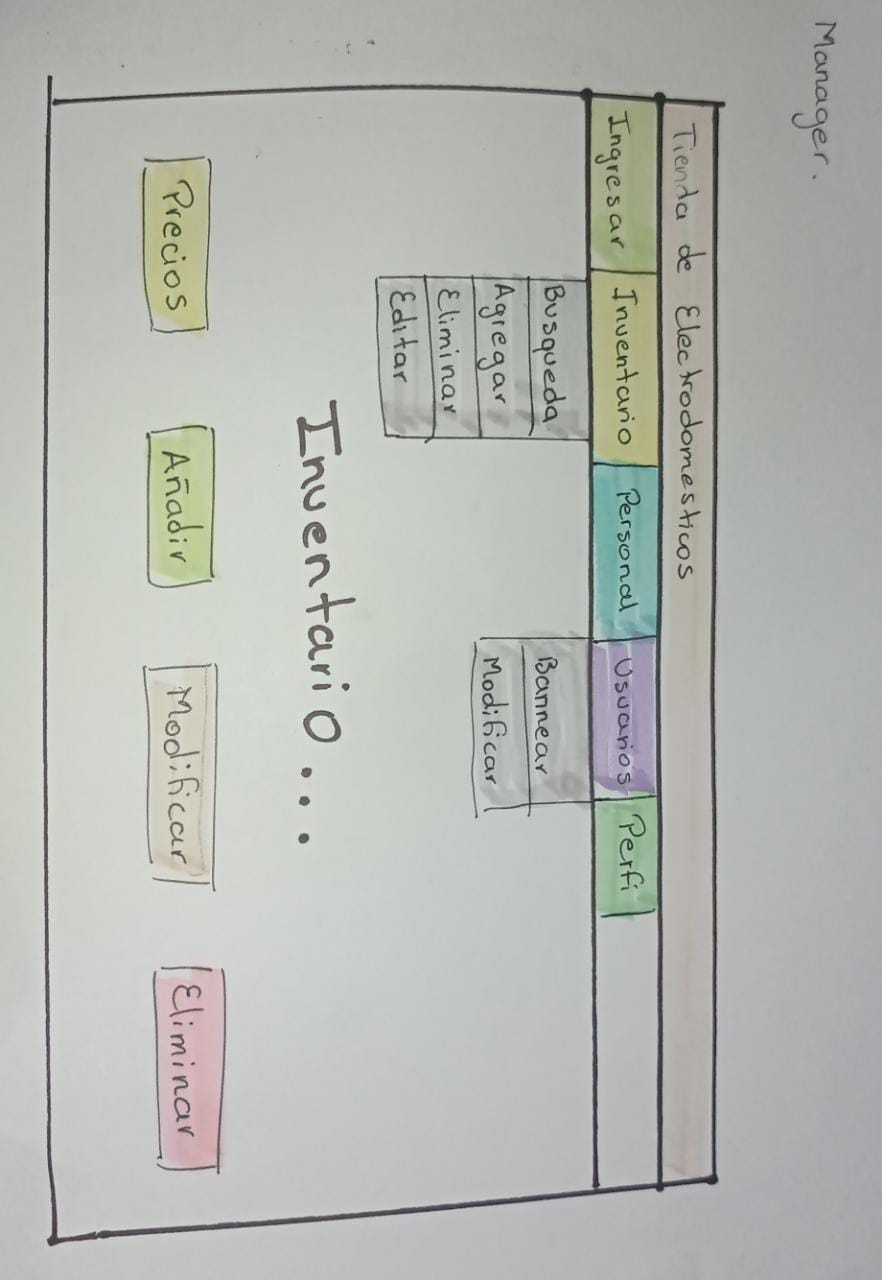 Manager.
Tienda de Electrodomesticos
Ingresar Inventario Personal Usuarios Perfi
Busqueda
Agregar
Eliminar
Editar
Bannear
Modificar
Inventario...
Precios Añadir Modificar Eliminar